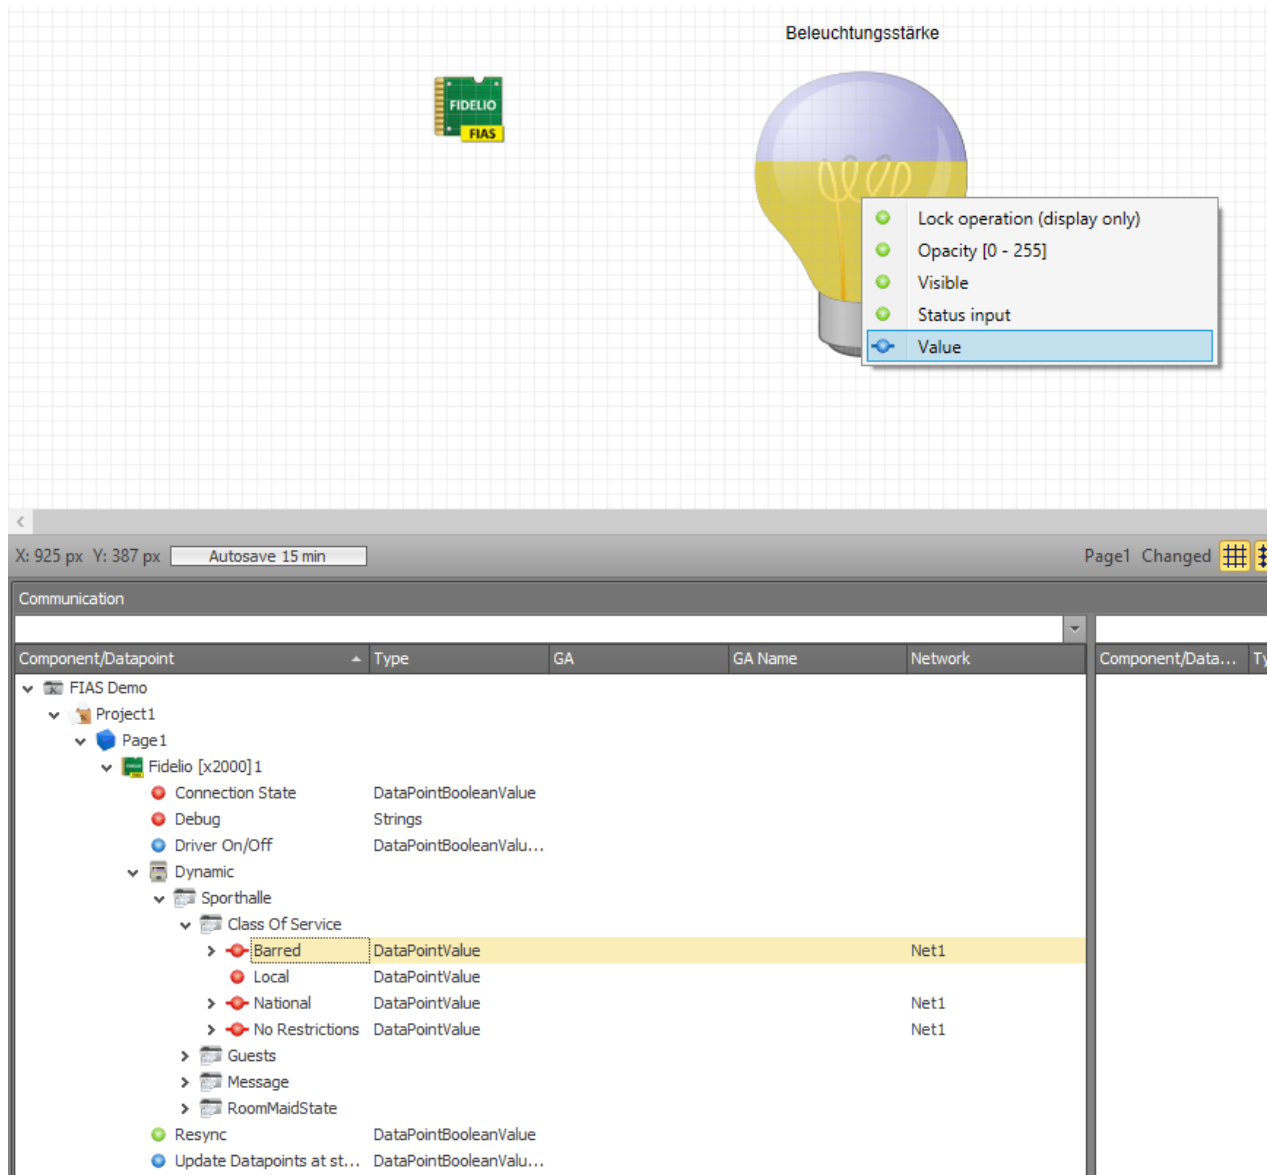 Beleuchtungsstärke
FIDELIO
FIAS
Lock operation (display only)
Opacity [0 - 255]
Visible
Status input
Value
X: 925 px Y: 387 px Autosave 15 min Page1 Changed
Communication
Component/Datapoint Type GA GA Name Network Component/Data... Ty
FIAS Demo
Project1
Page1
Fidelio [x2000]1
Connection State DataPointBooleanValue
Debug Strings
Driver On/Off DataPointBooleanValu...
Dynamic
Sporthalle
Class Of Service
Barred DataPointValue Net1
Local DataPointValue
National DataPointValue Net1
No Restrictions DataPointValue Net1
Guests
Message
RoomMaidState
Resync DataPointBooleanValue
Update Datapoints at st... DataPointBooleanValu...